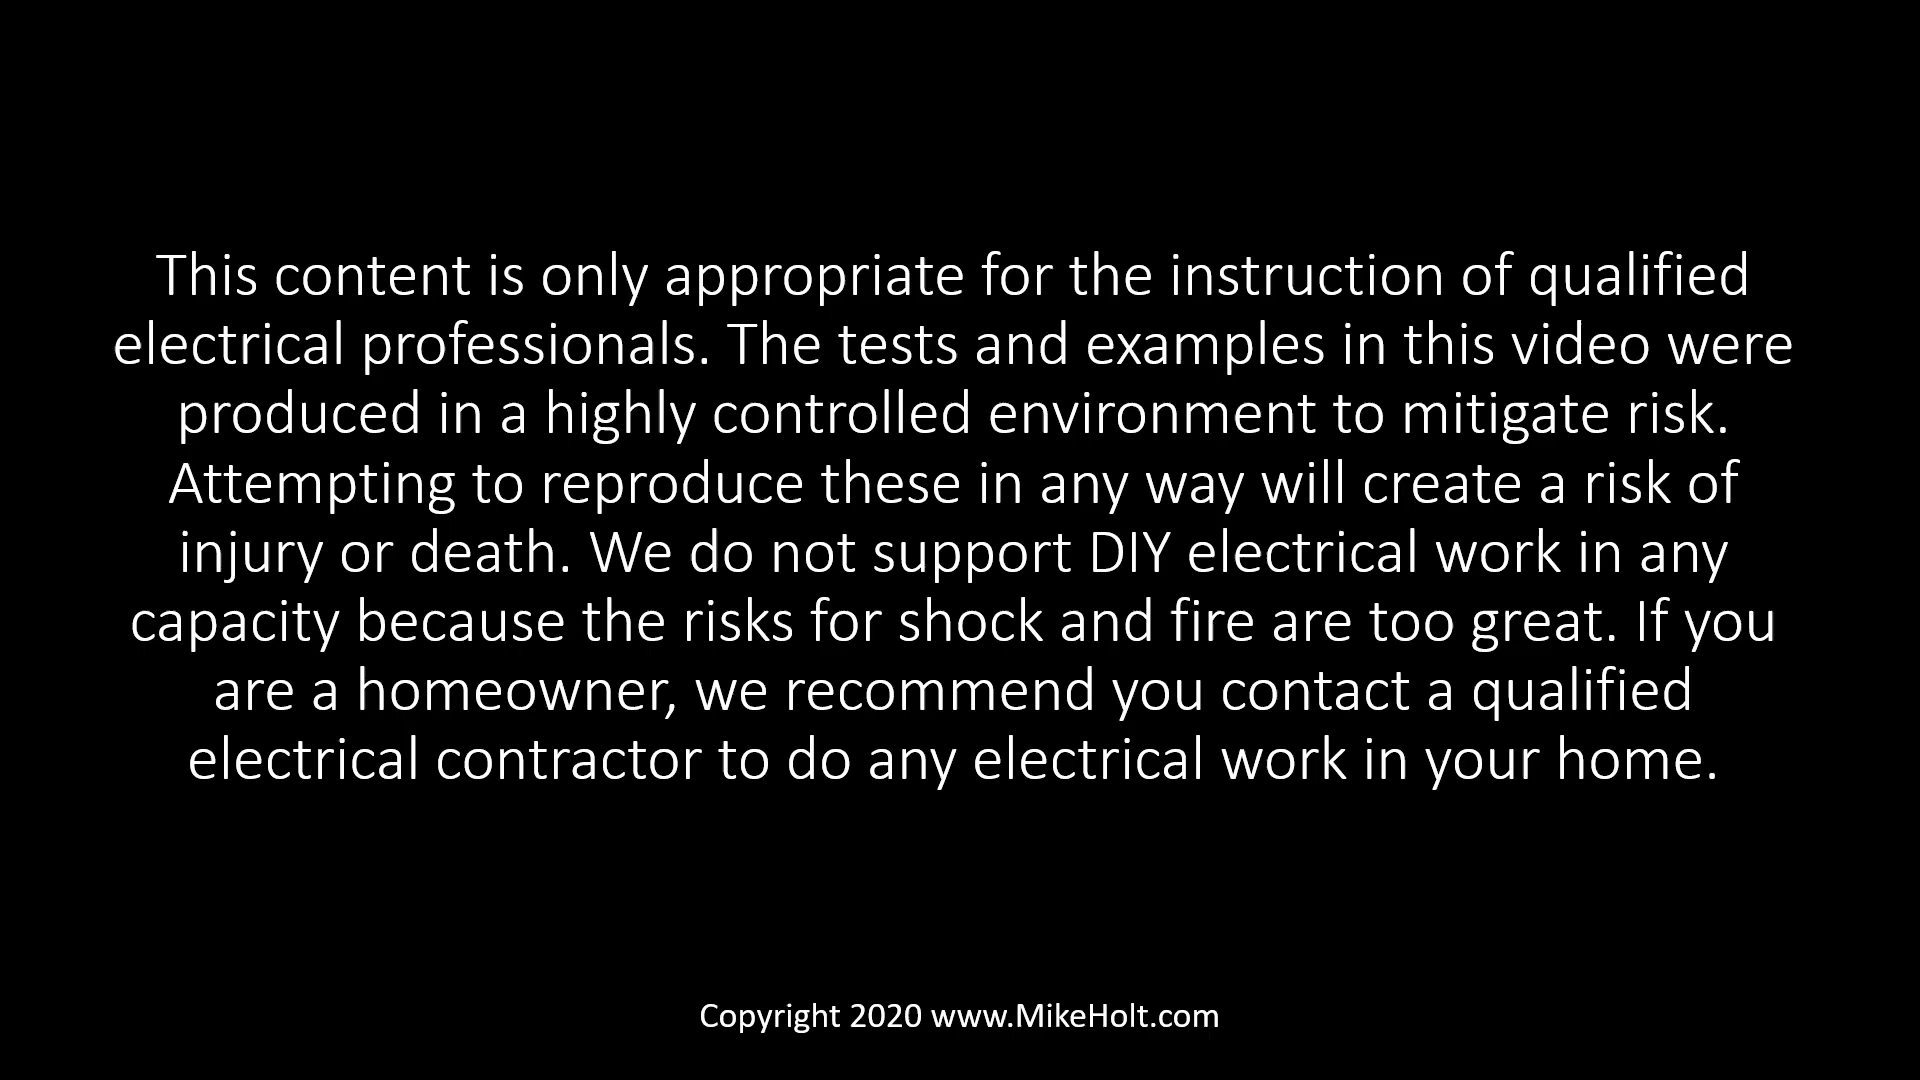 This content is only appropriate for the instruction of qualified
electrical professionals. The tests and examples in this video were
produced in a highly controlled environment to mitigate risk.
Attempting to reproduce these in any way will create a risk of
injury or death. We do not support DIY electrical work in any
capacity because the risks for shock and fire are too great. If you
are a homeowner, we recommend you contact a qualified
electrical contractor to do any electrical work in your home.
Copyright 2020 www.MikeHolt.com